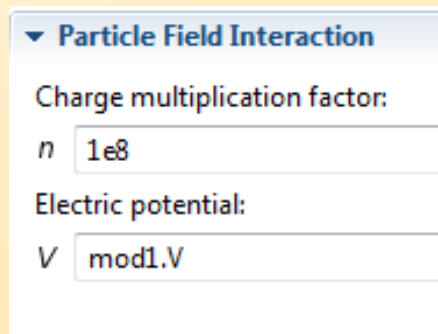 Particle Field Interaction
Charge multiplication factor:
n 1e8
Electric potential:
V mod1.V